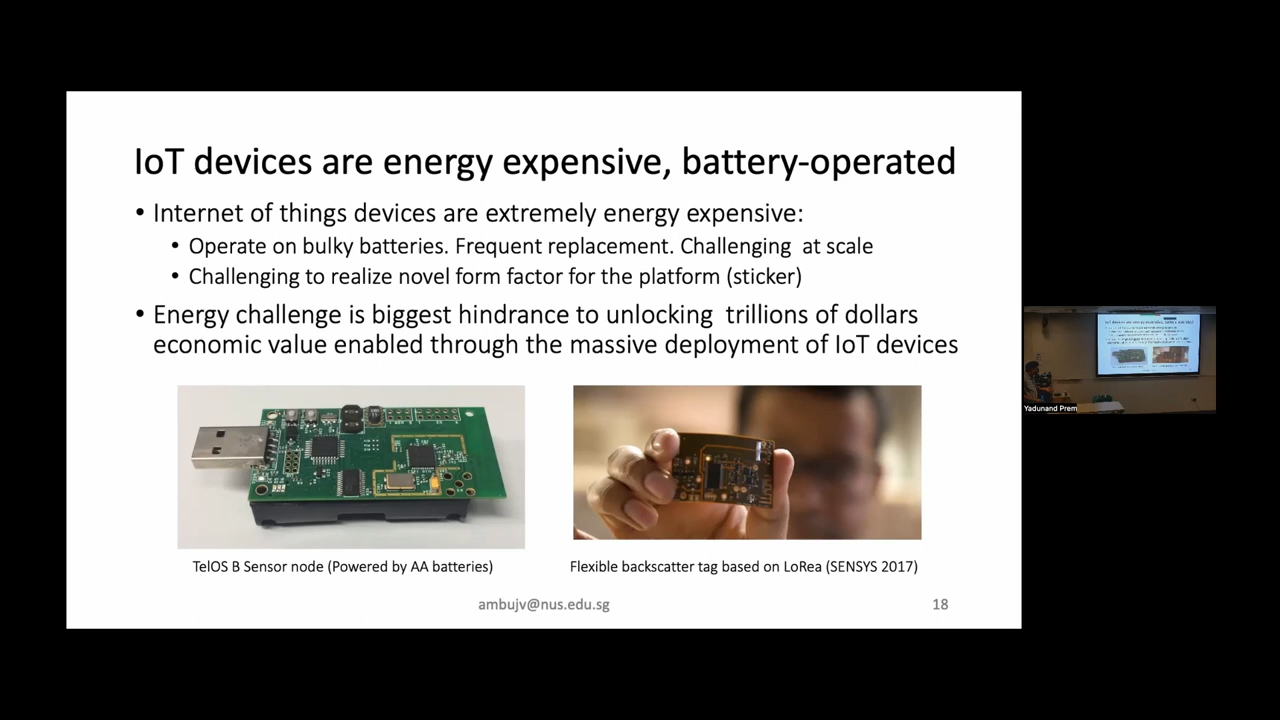 IoT devices are energy expensive, battery-operated
• Internet of things devices are extremely energy expensive:
• Operate on bulky batteries. Frequent replacement. Challenging at scale
• Challenging to realize novel form factor for the platform (sticker)
• Energy challenge is biggest hindrance to unlocking trillions of dollars
economic value enabled through the massive deployment of IoT devices
TelOS B Sensor node (Powered by AA batteries)
Flexible backscatter tag based on LoRea (SENSYS 2017)
ambujv@nus.edu.sg
18
Yadunand Prem